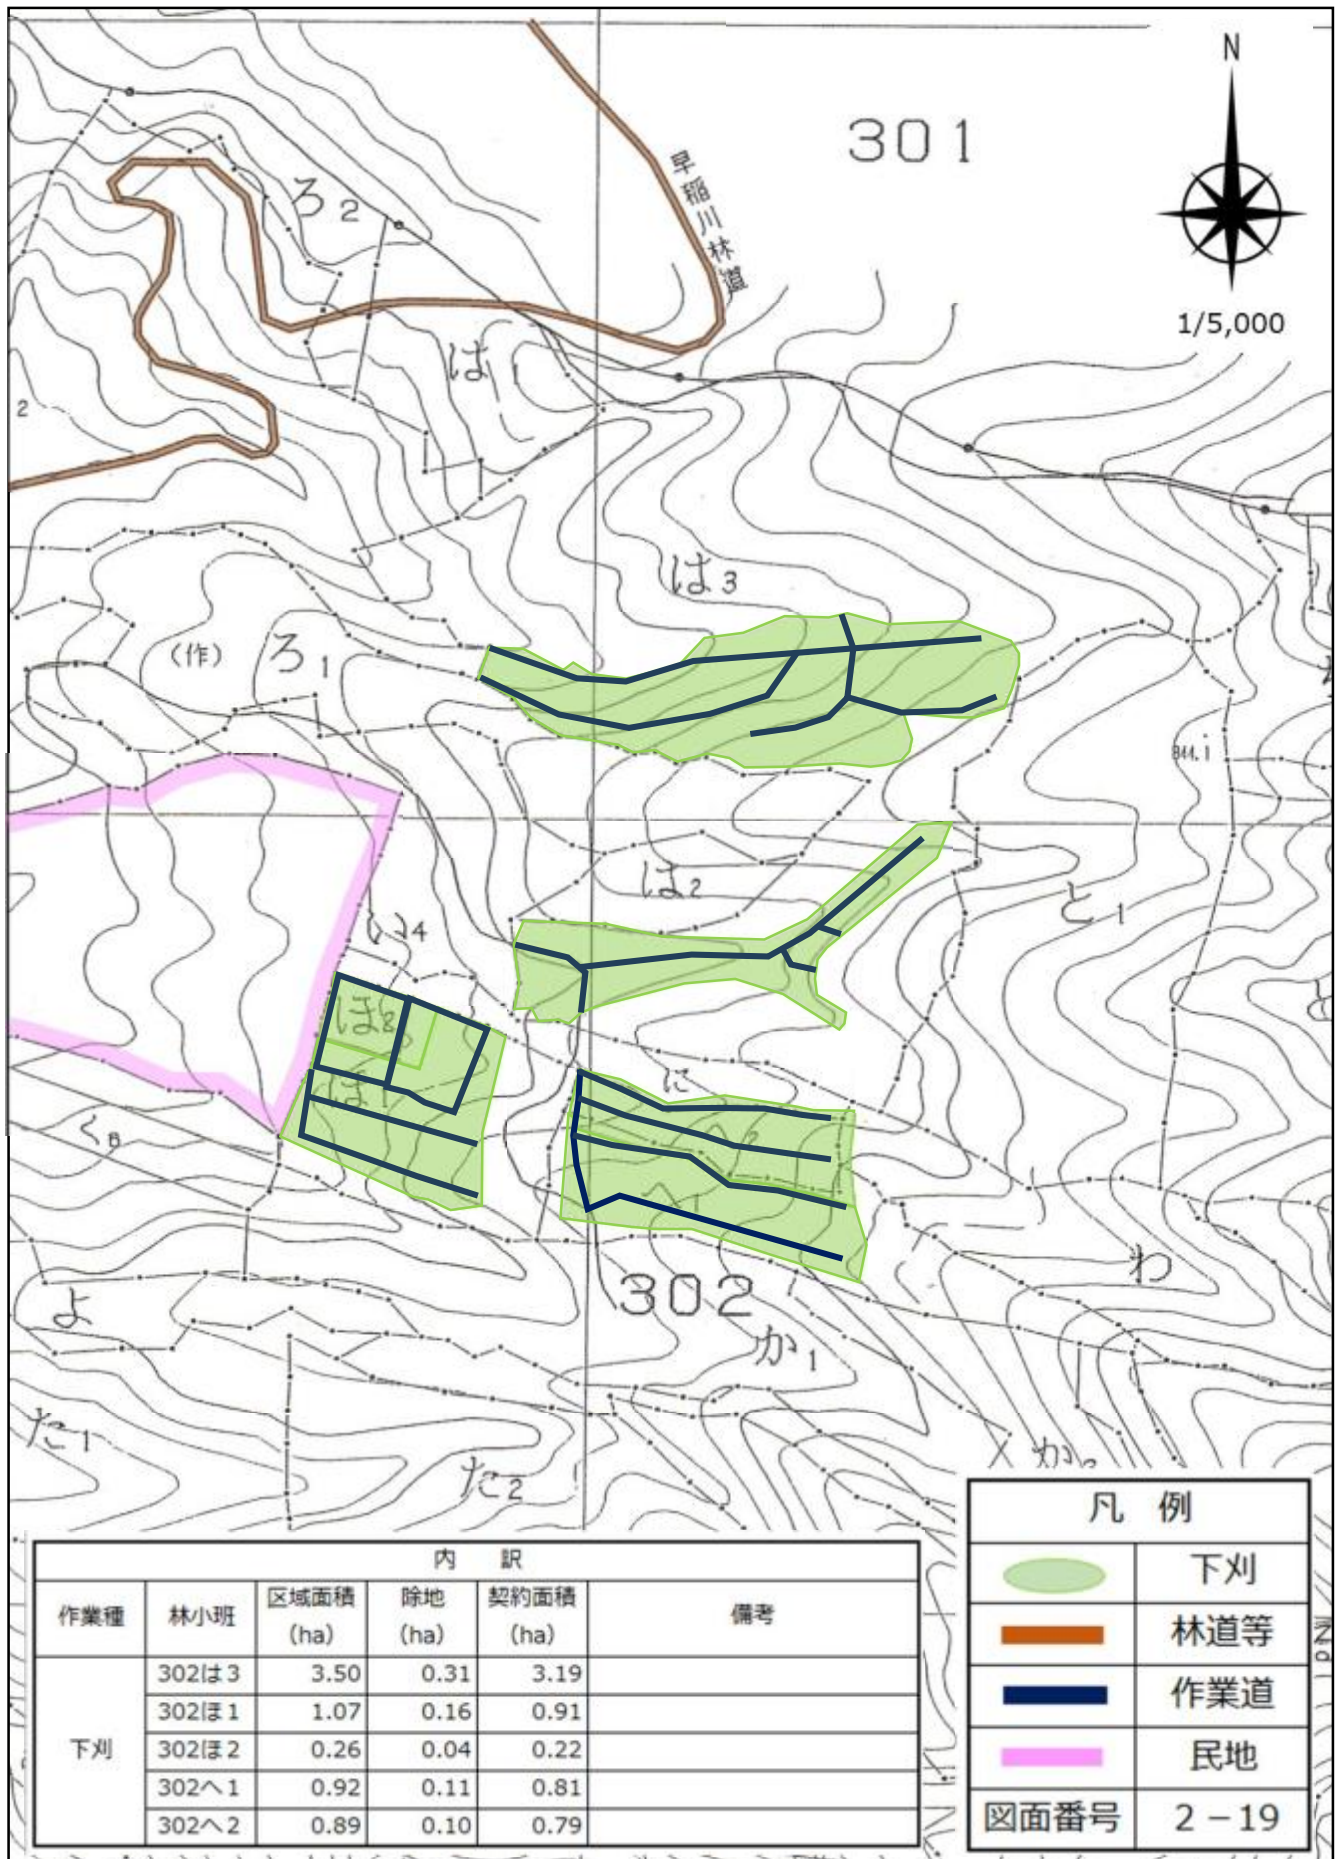 N
301
早稲川林道
ろ2
1/5,000
は1
2
は3
(作)
ろ1
844.1
は2
と1
い4
ほ2
ほ1
に
へ2
へ1
302
わ
よ
か1
た1
た2
凡 例
下刈
林道等
作業道
民地
図面番号 2-19
内 訳
作業種 林小班 区域面積(ha) 除地(ha) 契約面積(ha) 備考
下刈
302は3 3.50 0.31 3.19
302ほ1 1.07 0.16 0.91
302ほ2 0.26 0.04 0.22
302へ1 0.92 0.11 0.81
302へ2 0.89 0.10 0.79